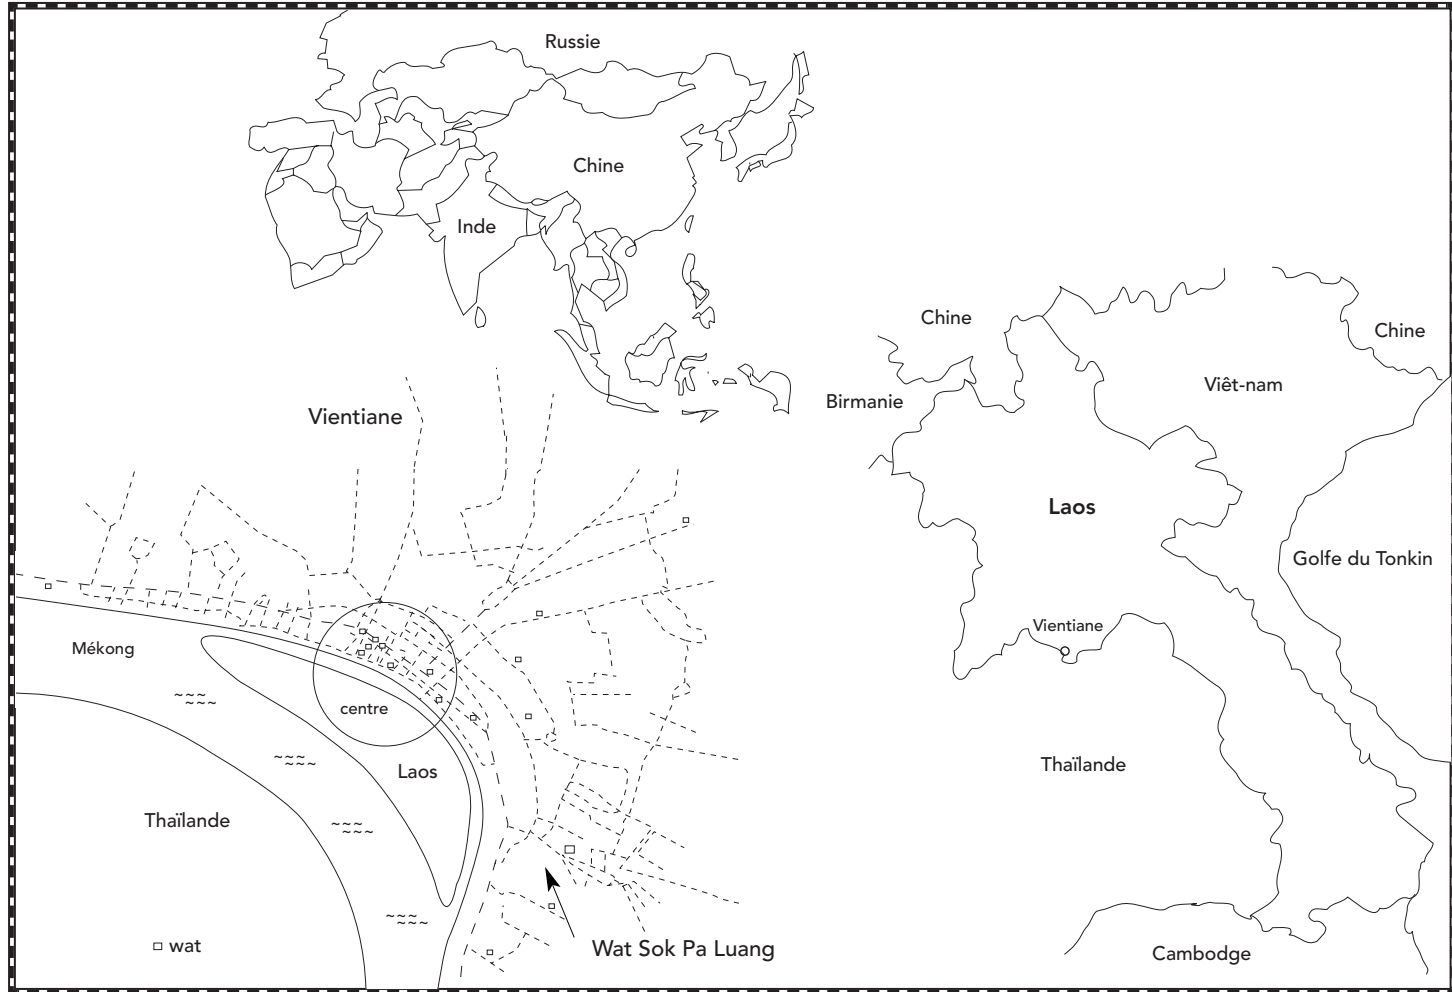 Russie
Chine
Inde
Chine
Chine
Viêt-nam
Birmanie
Vientiane
Laos
Golfe du Tonkin
Vientiane
Mékong
centre
Laos
Thaïlande
Thaïlande
wat
Wat Sok Pa Luang
Cambodge